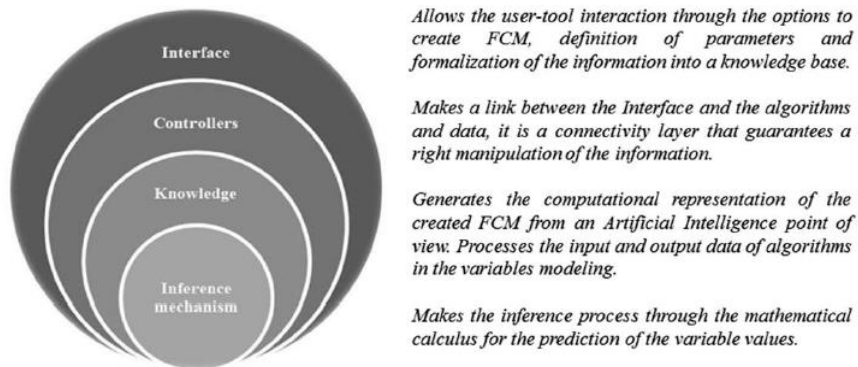 Interface
Controllers
Knowledge
Inference
mechanism
Allows the user-tool interaction through the options to
create FCM, definition of parameters and
formalization of the information into a knowledge base.
Makes a link between the Interface and the algorithms
and data, it is a connectivity layer that guarantees a
right manipulation of the information.
Generates the computational representation of the
created FCM from an Artificial Intelligence point of
view. Processes the input and output data of algorithms
in the variables modeling.
Makes the inference process through the mathematical
calculus for the prediction of the variable values.